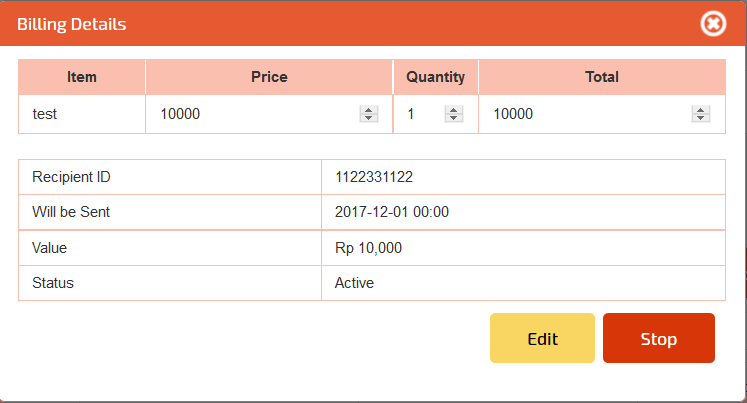 Billing Details
Item Price Quantity Total
test 10000 1 10000
Recipient ID 1122331122
Will be Sent 2017-12-01 00:00
Value Rp 10,000
Status Active
Edit Stop